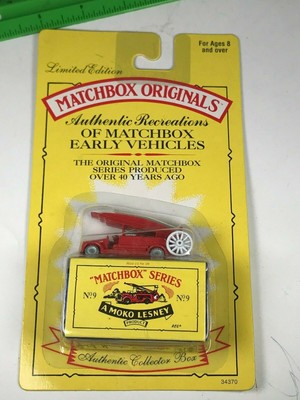 For Ages 8
and over
Limited Edition
MATCHBOX ORIGINALS
Authentic Recreations
OF MATCHBOX
EARLY VEHICLES
THE ORIGINAL MATCHBOX
SERIES PRODUCED
OVER 40 YEARS AGO
"MATCHBOX" SERIES
Nº9
Nº9
A MOKO LESNEY
PRODUCT
Authentic Collector Box
34370